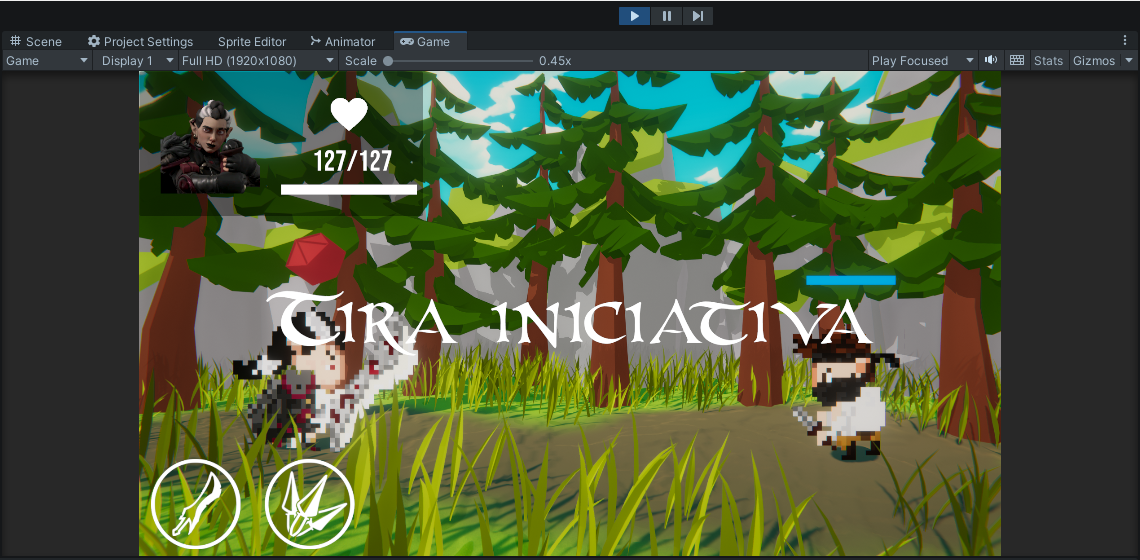 Scene Project Settings Sprite Editor Animator Game
Game Display 1 Full HD (1920x1080) Scale 0.45x Play Focused Stats Gizmos
127/127
Tira iniciativa